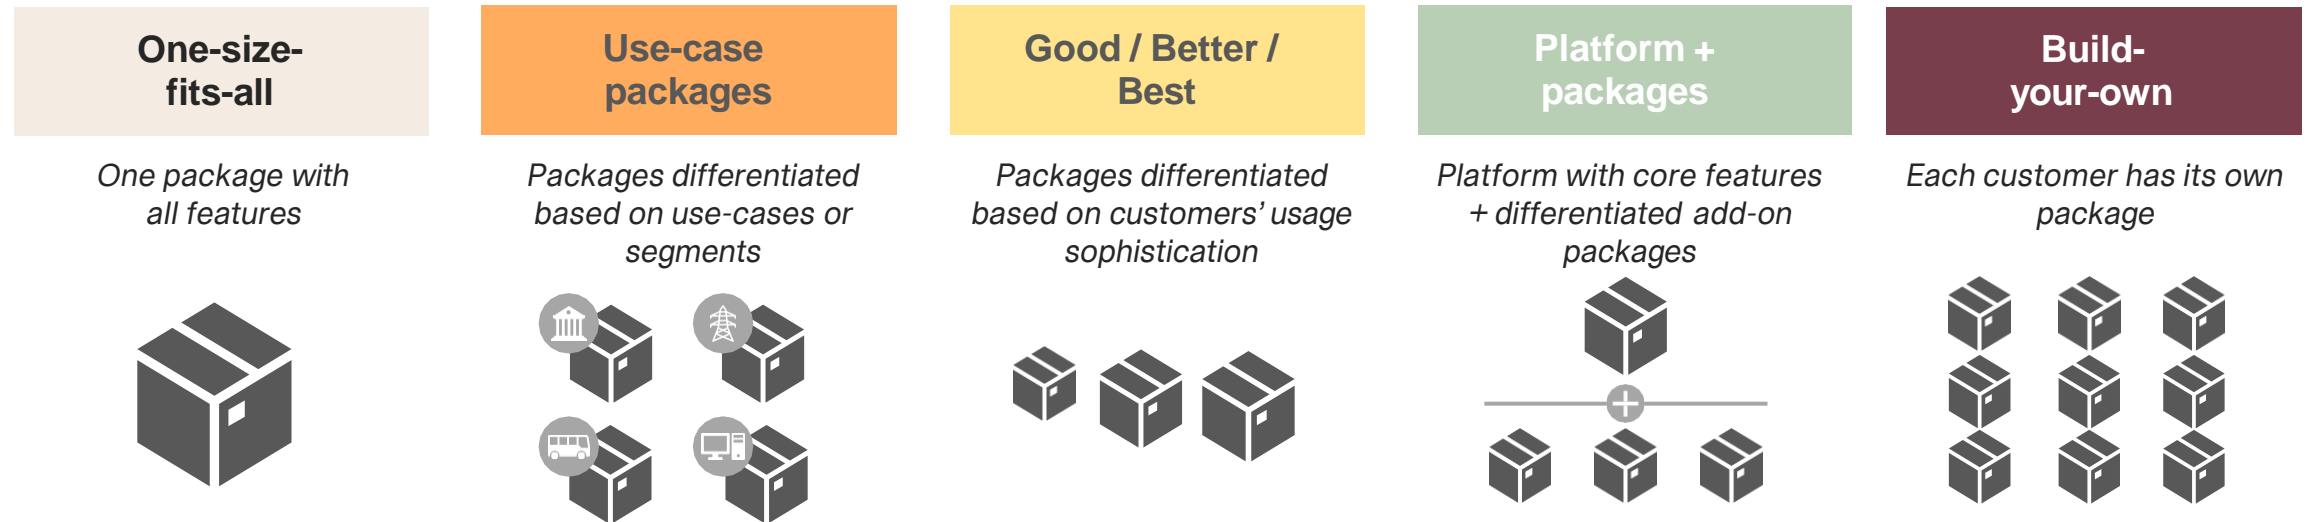 One-size-
fits-all
One package with
all features
Use-case
packages
Packages differentiated
based on use-cases or
segments
Good / Better /
Best
Packages differentiated
based on customers’ usage
sophistication
Platform +
packages
Platform with core features
+ differentiated add-on
packages
Build-
your-own
Each customer has its own
package